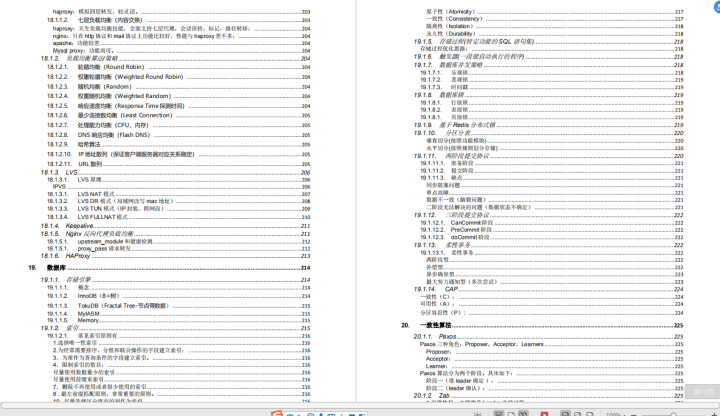 haproxy：模拟四层转发，较灵活。 203
18.1.1.2. 七层负载均衡（内容交换） 203
haproxy：天生负载均衡技能，全面支持七层代理，会话保持，标记，路径转移； 204
nginx：只在 http 协议和 mail 协议上功能比较好，性能与 haproxy 差不多； 204
apache：功能较差 204
Mysql proxy：功能尚可。 204
18.1.2. 负载均衡算法/策略 204
18.1.2.1. 轮循均衡（Round Robin） 204
18.1.2.2. 权重轮循均衡（Weighted Round Robin） 204
18.1.2.3. 随机均衡（Random） 204
18.1.2.4. 权重随机均衡（Weighted Random） 204
18.1.2.5. 响应速度均衡（Response Time 探测时间） 204
18.1.2.6. 最少连接数均衡（Least Connection） 205
18.1.2.7. 处理能力均衡（CPU、内存） 205
18.1.2.8. DNS 响应均衡（Flash DNS） 205
18.1.2.9. 哈希算法 205
18.1.2.10. IP 地址散列（保证客户端服务器对应关系稳定） 205
18.1.2.11. URL 散列 205
18.1.3. LVS 206
18.1.3.1. LVS 原理 206
IPVS 206
18.1.3.1. LVS NAT 模式 207
18.1.3.2. LVS DR 模式（局域网改写 mac 地址） 208
18.1.3.3. LVS TUN 模式（IP 封装、跨网段） 209
18.1.3.4. LVS FULLNAT 模式 210
18.1.4. Keepalive 211
18.1.5. Nginx 反向代理负载均衡 211
18.1.5.1. upstream_module 和健康检测 212
18.1.5.1. proxy_pass 请求转发 212
18.1.6. HAProxy 213
19. 数据库 214
19.1.1. 存储引擎 214
19.1.1.1. 概念 214
19.1.1.2. InnoDB（B+树） 214
19.1.1.3. TokuDB（Fractal Tree-节点带数据） 215
19.1.1.4. MyIASM 215
19.1.1.5. Memory 215
19.1.2. 索引 215
19.1.2.1. 常见索引原则有 216
1.选择唯一性索引 216
2.为经常需要排序、分组和联合操作的字段建立索引： 216
3．为常作为查询条件的字段建立索引。 216
4．限制索引的数目： 216
尽量使用数据量少的索引 216
尽量使用前缀来索引 216
7．删除不再使用或者很少使用的索引 216
8．最左前缀匹配原则，非常重要的原则。 216
原子性（Atomicity） 217
一致性（Consistency） 217
隔离性（Isolation） 218
永久性（Durability） 218
19.1.5. 存储过程(特定功能的 SQL 语句集) 218
存储过程优化思路： 218
19.1.6. 触发器(一段能自动执行的程序) 218
19.1.7. 数据库并发策略 218
19.1.7.1. 乐观锁 218
19.1.7.2. 悲观锁 218
19.1.7.3. 时间戳 219
19.1.8. 数据库锁 219
19.1.8.1. 行级锁 219
19.1.8.2. 表级锁 219
19.1.8.1. 页级锁 219
19.1.9. 基于 Redis 分布式锁 219
19.1.10. 分区分表 220
垂直切分(按照功能模块) 220
水平切分(按照规则划分存储) 220
19.1.11. 两阶段提交协议 220
19.1.11.1. 准备阶段 221
19.1.11.2. 提交阶段 221
19.1.11.3. 缺点 221
同步阻塞问题 221
单点故障 221
数据不一致（脑裂问题） 221
二阶段无法解决的问题（数据状态不确定） 221
19.1.12. 三阶段提交协议 222
19.1.12.1. CanCommit 阶段 222
19.1.12.2. PreCommit 阶段 222
19.1.12.3. doCommit 阶段 222
19.1.13. 柔性事务 222
19.1.13.1. 柔性事务 222
两阶段型 222
补偿型 222
异步确保型 223
最大努力通知型（多次尝试） 223
19.1.14. CAP 224
一致性（C）： 224
可用性（A）： 224
分区容忍性（P）： 224
20. 一致性算法 225
20.1.1. Paxos 225
Paxos 三种角色：Proposer，Acceptor，Learners 225
Proposer： 225
Acceptor： 225
Learner： 225
Paxos 算法分为两个阶段。具体如下： 225
阶段一（准 leader 确定 ）： 225
阶段二（leader 确认）： 225
20.1.2. Zab 225